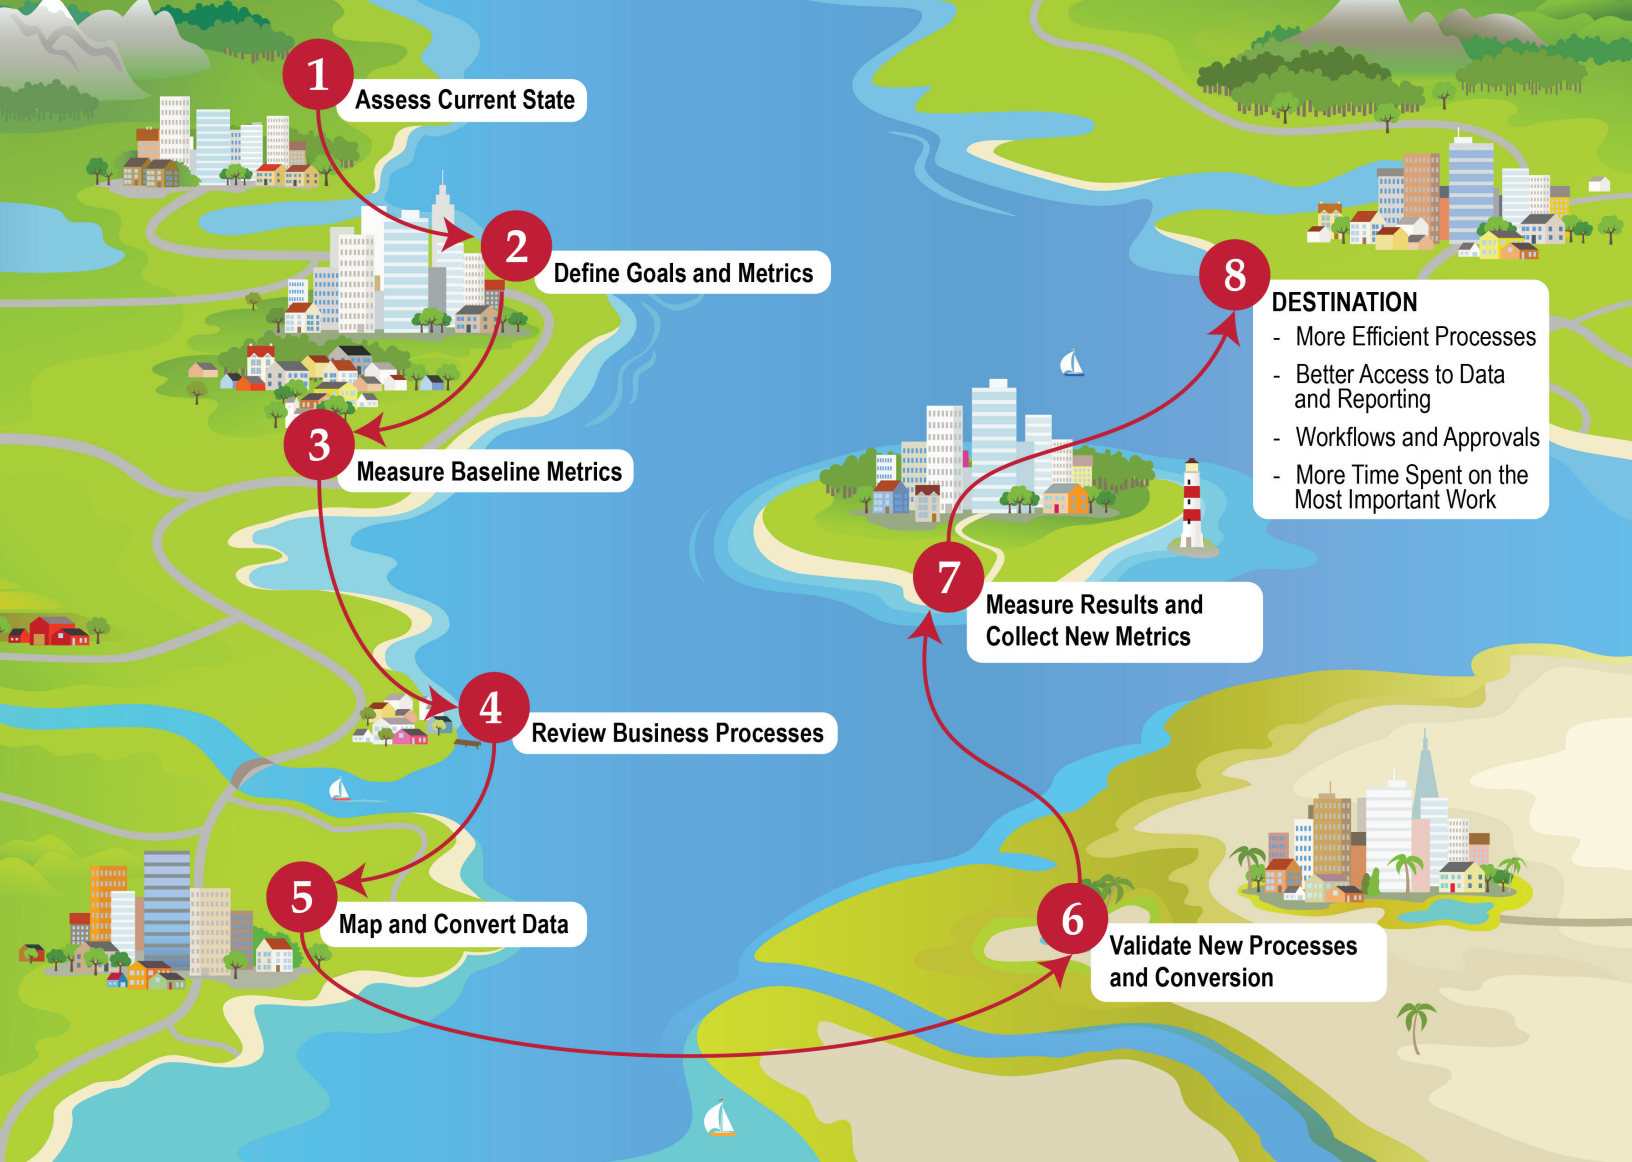 1
Assess Current State
2
Define Goals and Metrics
3
Measure Baseline Metrics
4
Review Business Processes
5
Map and Convert Data
6
Validate New Processes
and Conversion
7
Measure Results and
Collect New Metrics
8
DESTINATION
- More Efficient Processes
- Better Access to Data
and Reporting
- Workflows and Approvals
- More Time Spent on the
Most Important Work